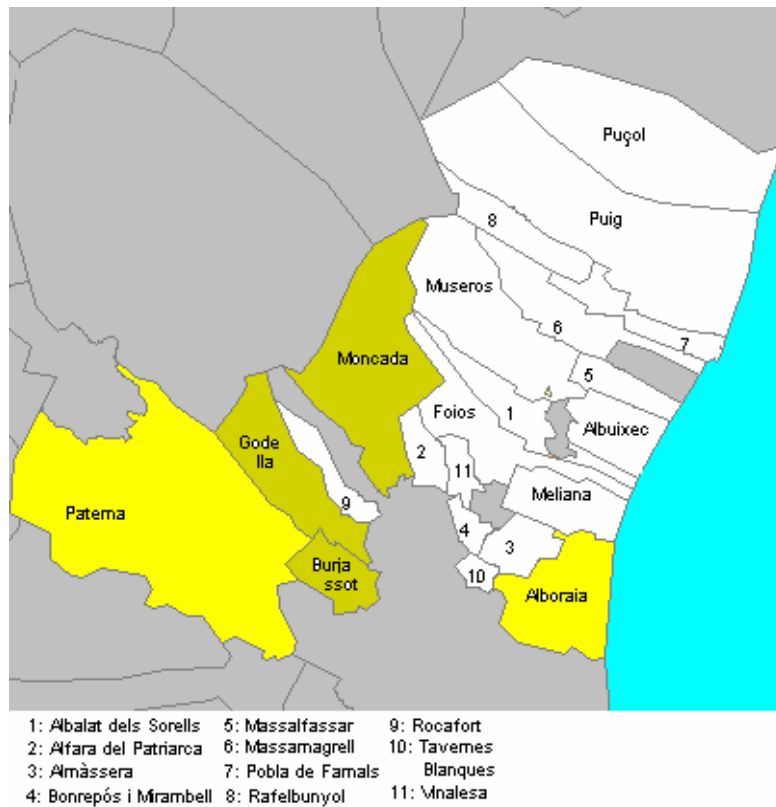 Puçol
Puig
8
Museros
6
7
Moncada
5
Foios
1
Albuixec
Gode
lla
2
11
Meliana
9
Paterna
4
3
Burja
ssot
10
Alboraia
1: Albalat dels Sorells
2: Alfara del Patriarca
3: Almàssera
4: Bonrepós i Mirambell
5: Massalfassar
6: Massamagrell
7: Pobla de Farnals
8: Rafelbunyol
9: Rocafort
10: Tavernes
Blanques
11: Vinalesa